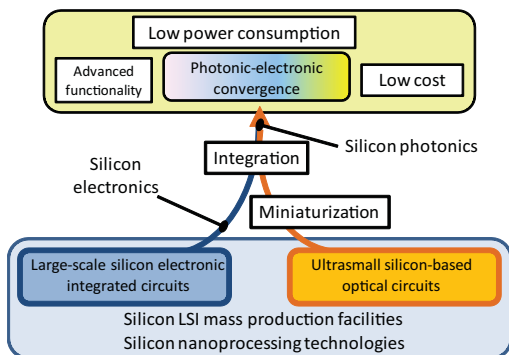 Low power consumption
Advanced
functionality
Photonic-electronic
convergence
Low cost
Integration
Silicon photonics
Silicon
electronics
Miniaturization
Large-scale silicon electronic
integrated circuits
Ultrasmall silicon-based
optical circuits
Silicon LSI mass production facilities
Silicon nanoprocessing technologies